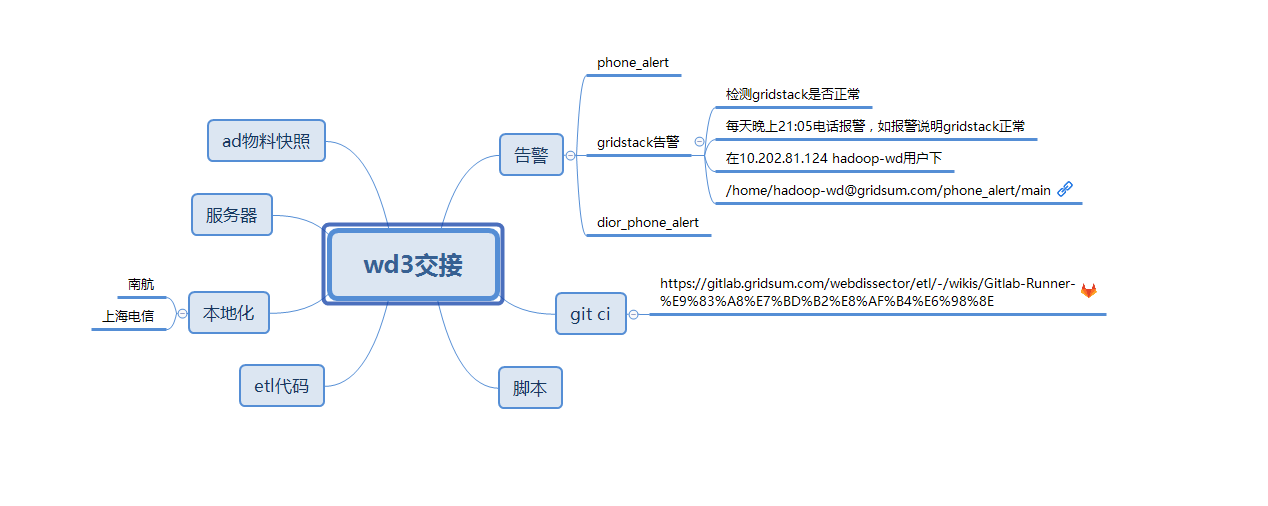 wd3交接
告警
phone_alert
gridstack告警
检测gridstack是否正常
每天晚上21:05电话报警，如报警说明gridstack正常
在10.202.81.124 hadoop-wd用户下
/home/hadoop-wd@gridsum.com/phone_alert/main
dior_phone_alert
git ci
https://gitlab.gridsum.com/webdissector/etl/-/wikis/Gitlab-Runner-
%E9%83%A8%E7%BD%B2%E8%AF%B4%E6%98%8E
脚本
ad物料快照
服务器
本地化
南航
上海电信
etl代码